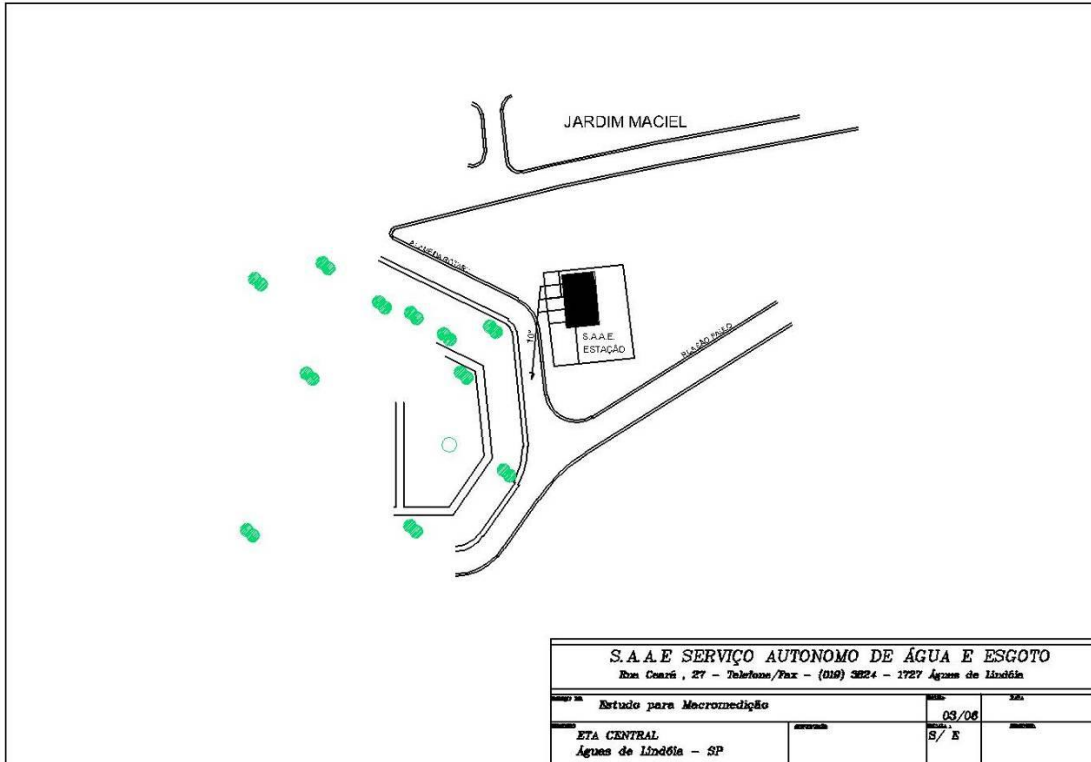 JARDIM MACIEL
S.A.A.E.
ESTAÇÃO
S.A.A.E SERVIÇO AUTONOMO DE ÁGUA E ESGOTO
Rua Ceará , 27 - Telefone/Fax - (019) 3824 - 1727 Águas de Lindóia
Estudo para Macromedição
03/06
ETA CENTRAL
S/ E
Águas de Lindóia - SP